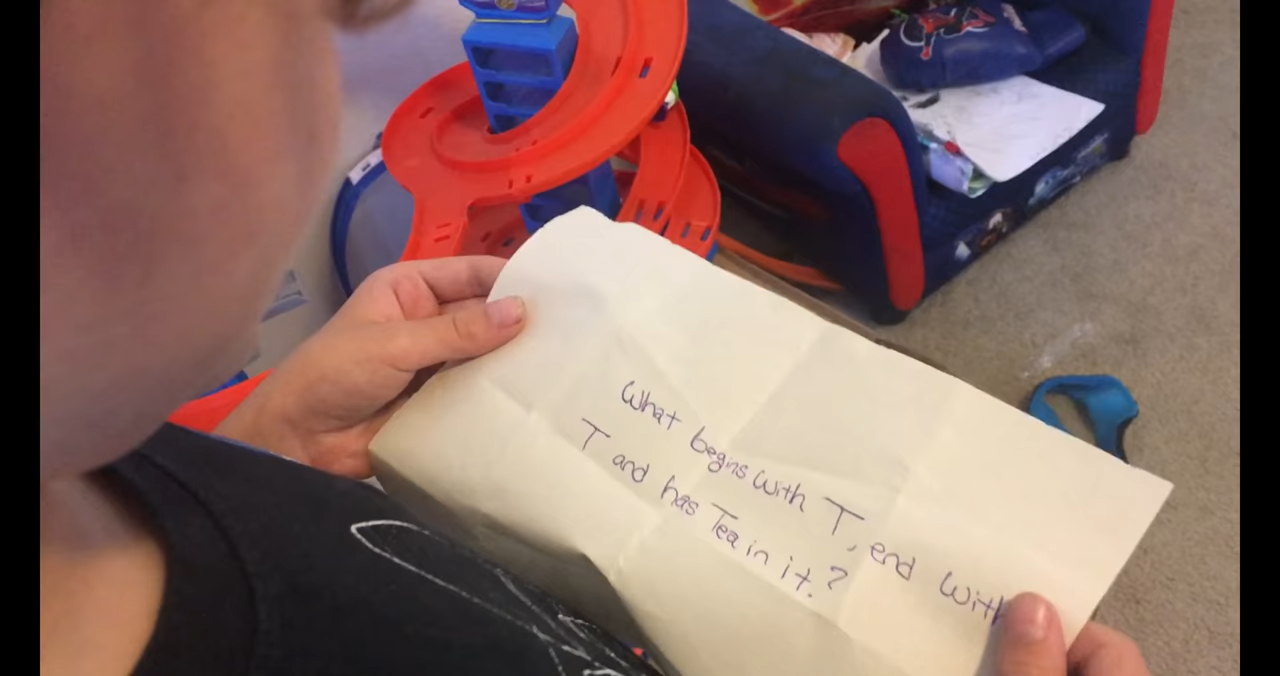 What begins with T, end with
T and has Tea in it.?